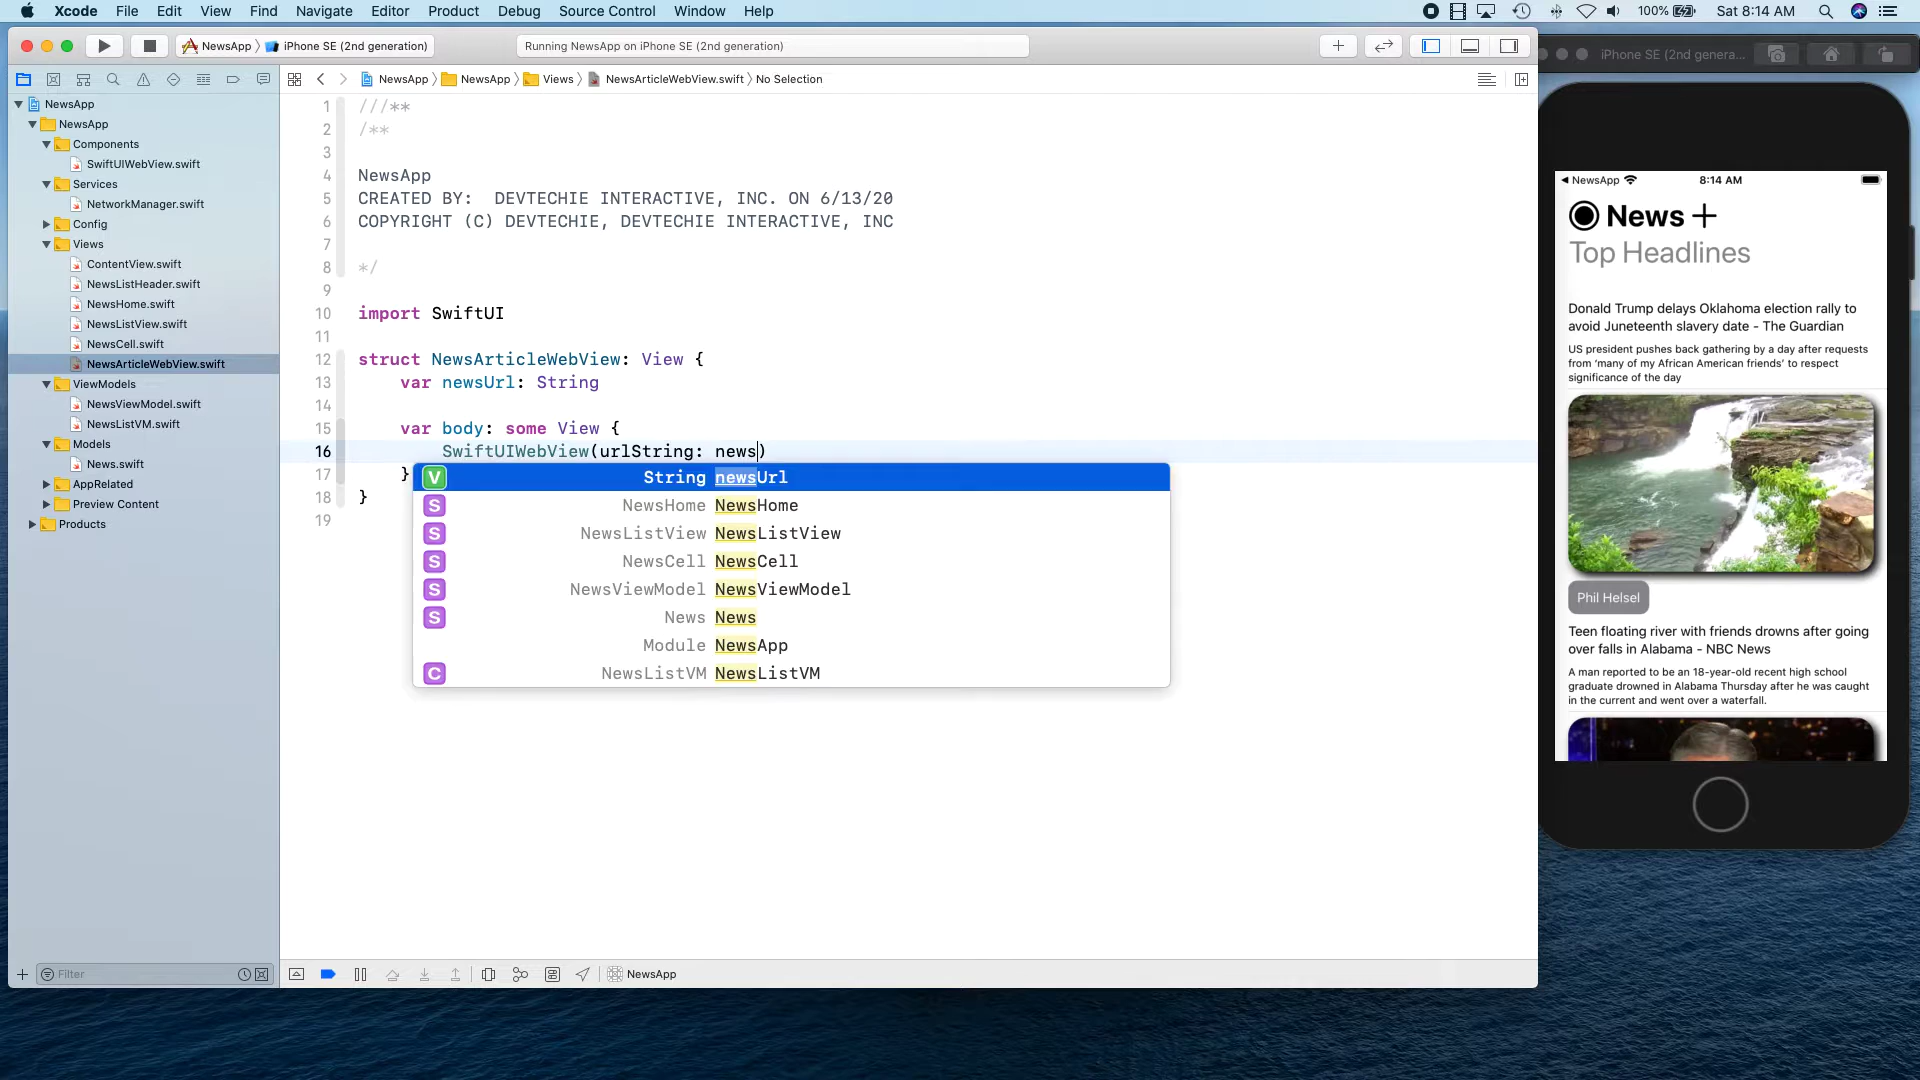 Xcode File Edit View Find Navigate Editor Product Debug Source Control Window Help 100% Sat 8:14 AM
NewsApp iPhone SE (2nd generation) Running NewsApp on iPhone SE (2nd generation)
iPhone SE (2nd genera...
NewsApp NewsApp Views NewsArticleWebView.swift No Selection
NewsApp
NewsApp
Components
SwiftUIWebView.swift
Services
NetworkManager.swift
Config
Views
ContentView.swift
NewsListHeader.swift
NewsHome.swift
NewsListView.swift
NewsCell.swift
NewsArticleWebView.swift
ViewModels
NewsViewModel.swift
NewsListVM.swift
Models
News.swift
AppRelated
Preview Content
Products
Filter
1 ///**
2 /**
3
4 NewsApp
5 CREATED BY: DEVTECHIE INTERACTIVE, INC. ON 6/13/20
6 COPYRIGHT (C) DEVTECHIE, DEVTECHIE INTERACTIVE, INC
7
8 */
9
10 import SwiftUI
11
12 struct NewsArticleWebView: View {
13 var newsUrl: String
14
15 var body: some View {
16 SwiftUIWebView(urlString: news)
17 }
18 }
19
V String newsUrl
S NewsHome NewsHome
S NewsListView NewsListView
S NewsCell NewsCell
S NewsViewModel NewsViewModel
S News News
Module NewsApp
C NewsListVM NewsListVM
NewsApp
NewsApp 8:14 AM
News
Top Headlines
Donald Trump delays Oklahoma election rally to
avoid Juneteenth slavery date - The Guardian
US president pushes back gathering by a day after requests
from ‘many of my African American friends’ to respect
significance of the day
Phil Helsel
Teen floating river with friends drowns after going
over falls in Alabama - NBC News
A man reported to be an 18-year-old recent high school
graduate drowned in Alabama Thursday after he was caught
in the current and went over a waterfall.